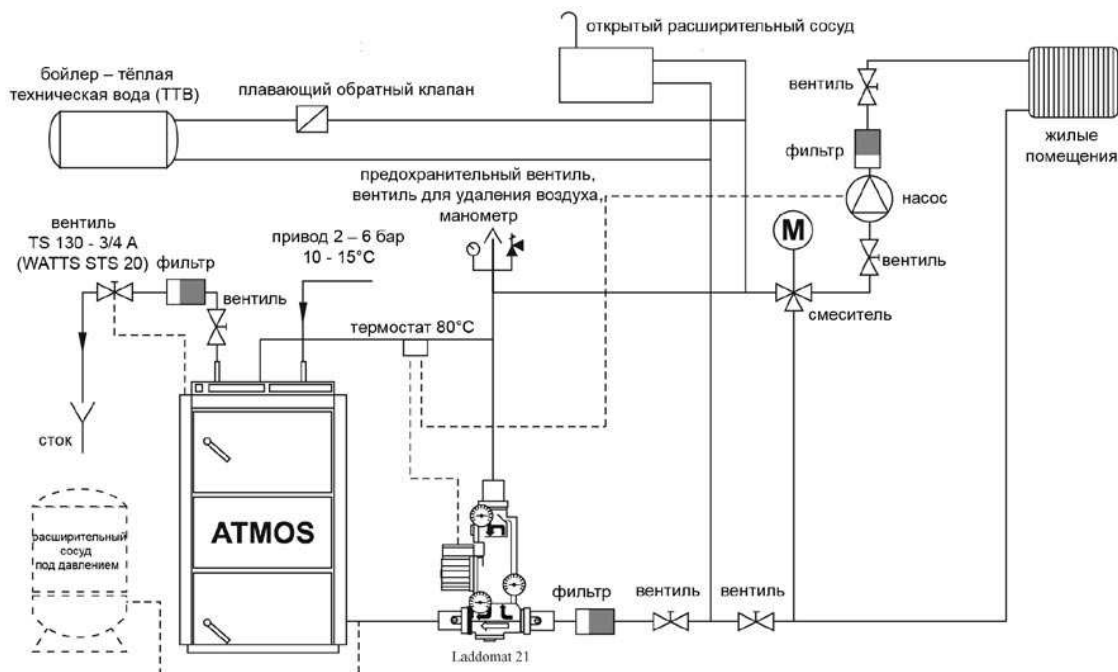 открытый расширительный сосуд
бойлер – тёплая
техническая вода (ТТВ)
плавающий обратный клапан
вентиль
фильтр
жилые
помещения
предохранительный вентиль,
вентиль для удаления воздуха,
манометр
насос
вентиль
TS 130 - 3/4 A
(WATTS STS 20)
фильтр
привод 2 – 6 бар
10 - 15°C
M
вентиль
вентиль
смеситель
термостат 80°C
сток
ATMOS
расширительный
сосуд
под давлением
фильтр
вентиль
вентиль
Laddomat 21